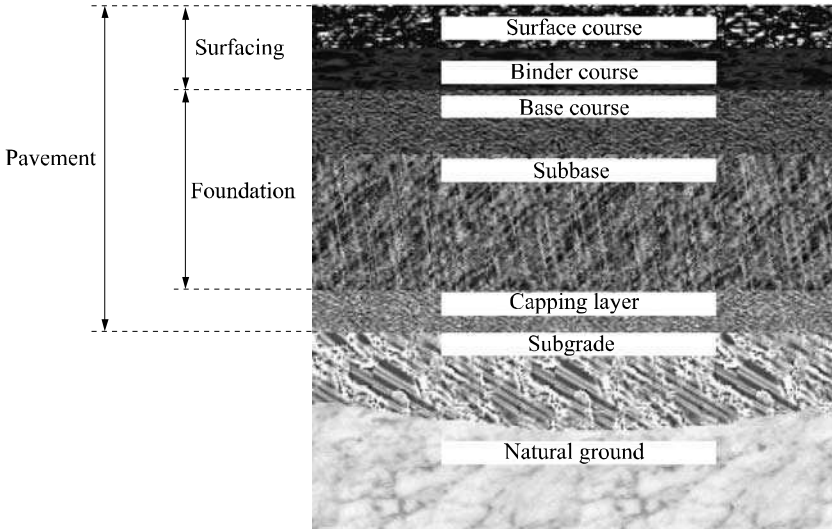 Surface course
Surfacing
Binder course
Base course
Pavement
Subbase
Foundation
Capping layer
Subgrade
Natural ground